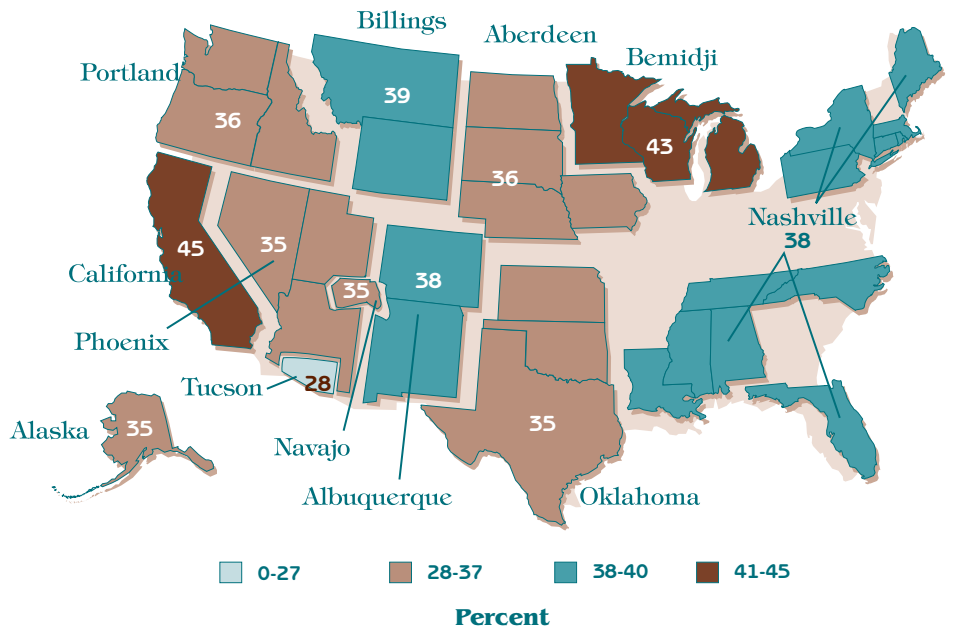 Billings
Aberdeen
Bemidji
Portland
39
36
43
36
Nashville
38
45
35
California
35
38
Phoenix
Tucson
28
Alaska
35
35
Navajo
Albuquerque
Oklahoma
0-27
28-37
38-40
41-45
Percent